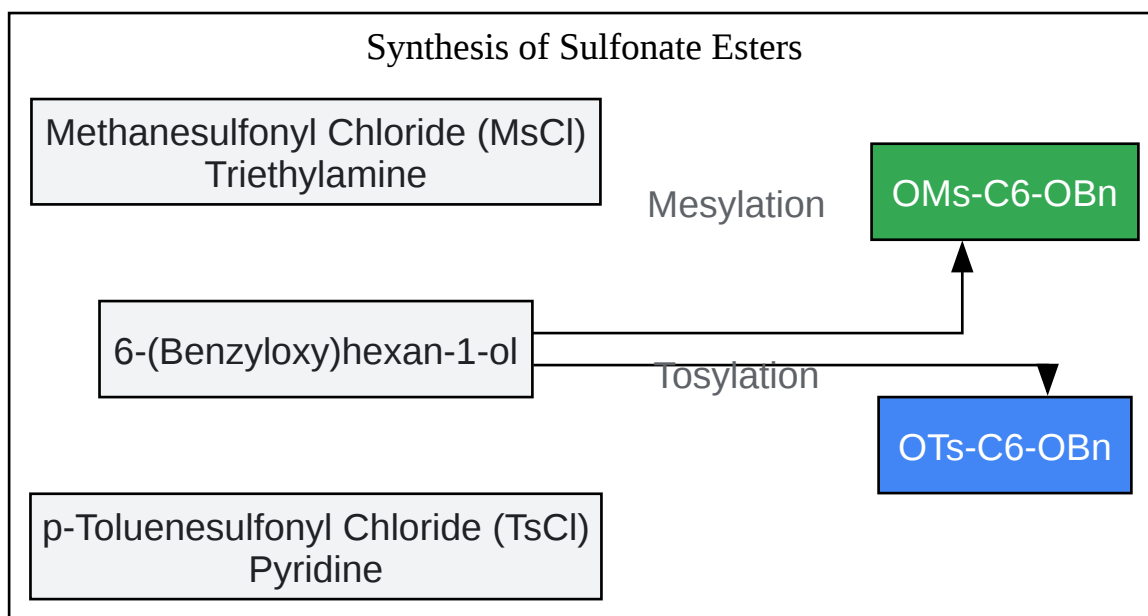 Synthesis of Sulfonate Esters
Methanesulfonyl Chloride (MsCl)
Triethylamine
OMs-C6-OBn
Mesylation
6-(Benzyloxy)hexan-1-ol
Tosylation
OTs-C6-OBn
p-Toluenesulfonyl Chloride (TsCl)
Pyridine